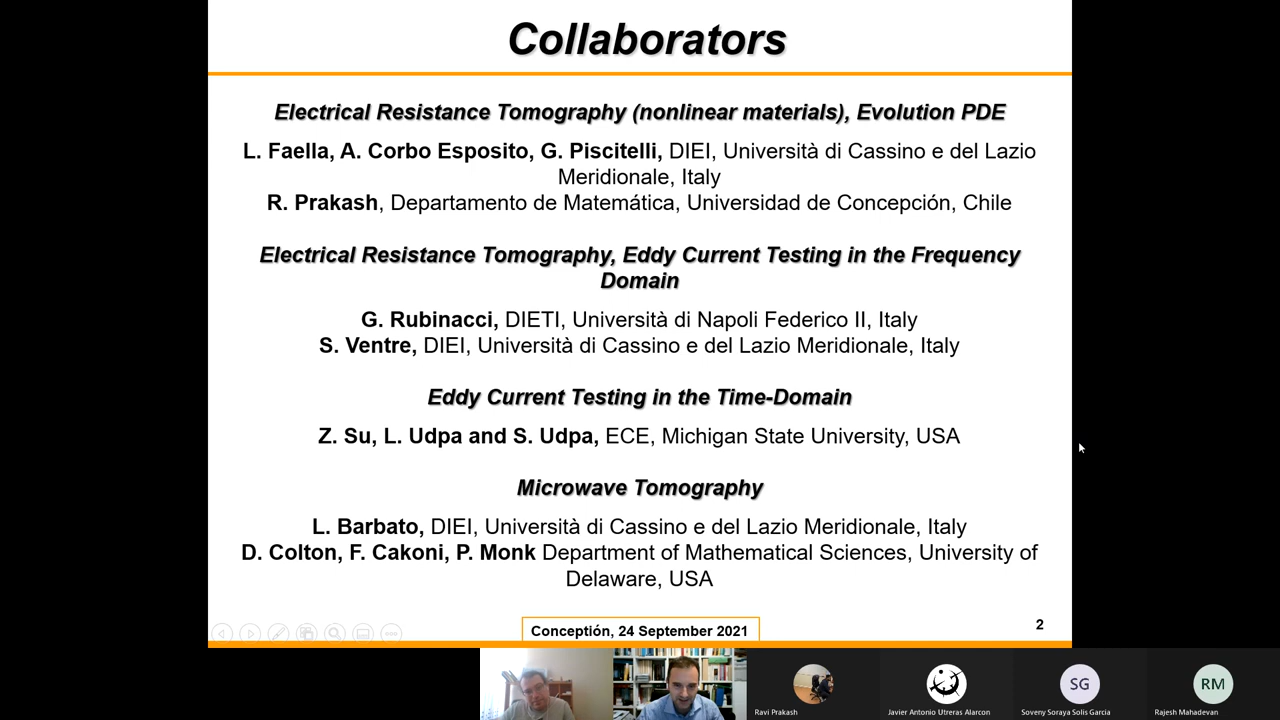 Collaborators
Electrical Resistance Tomography (nonlinear materials), Evolution PDE
L. Faella, A. Corbo Esposito, G. Piscitelli, DIEI, Università di Cassino e del Lazio
Meridionale, Italy
R. Prakash, Departamento de Matemática, Universidad de Concepción, Chile
Electrical Resistance Tomography, Eddy Current Testing in the Frequency
Domain
G. Rubinacci, DIETI, Università di Napoli Federico II, Italy
S. Ventre, DIEI, Università di Cassino e del Lazio Meridionale, Italy
Eddy Current Testing in the Time-Domain
Z. Su, L. Udpa and S. Udpa, ECE, Michigan State University, USA
Microwave Tomography
L. Barbato, DIEI, Università di Cassino e del Lazio Meridionale, Italy
D. Colton, F. Cakoni, P. Monk Department of Mathematical Sciences, University of
Delaware, USA
Conceptión, 24 September 2021
2
SG
RM
Ravi Prakash
Javier Antonio Utreras Alarcon
Soveny Soraya Solis Garcia
Rajesh Mahadevan